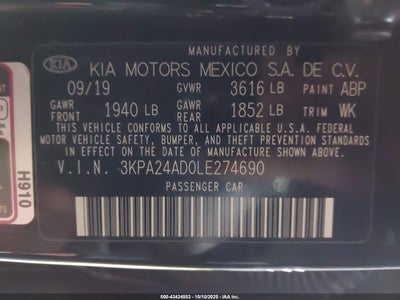 MANUFACTURED BY
KIA KIA MOTORS MEXICO S.A. DE C.V.
09/19 GVWR 3616 LB PAINT ABP
GAWR FRONT 1940 LB GAWR REAR 1852 LB TRIM WK
THIS VEHICLE CONFORMS TO ALL APPLICABLE U.S.A. FEDERAL
MOTOR VEHICLE SAFETY, BUMPER, AND THEFT PREVENTION STANDARDS
IN EFFECT ON THE DATE OF MANUFACTURE SHOWN ABOVE.
V.I.N. 3KPA24AD0LE274690
PASSENGER CAR
H910
000-43424553 - 10/10/2025 - IAA, Inc.